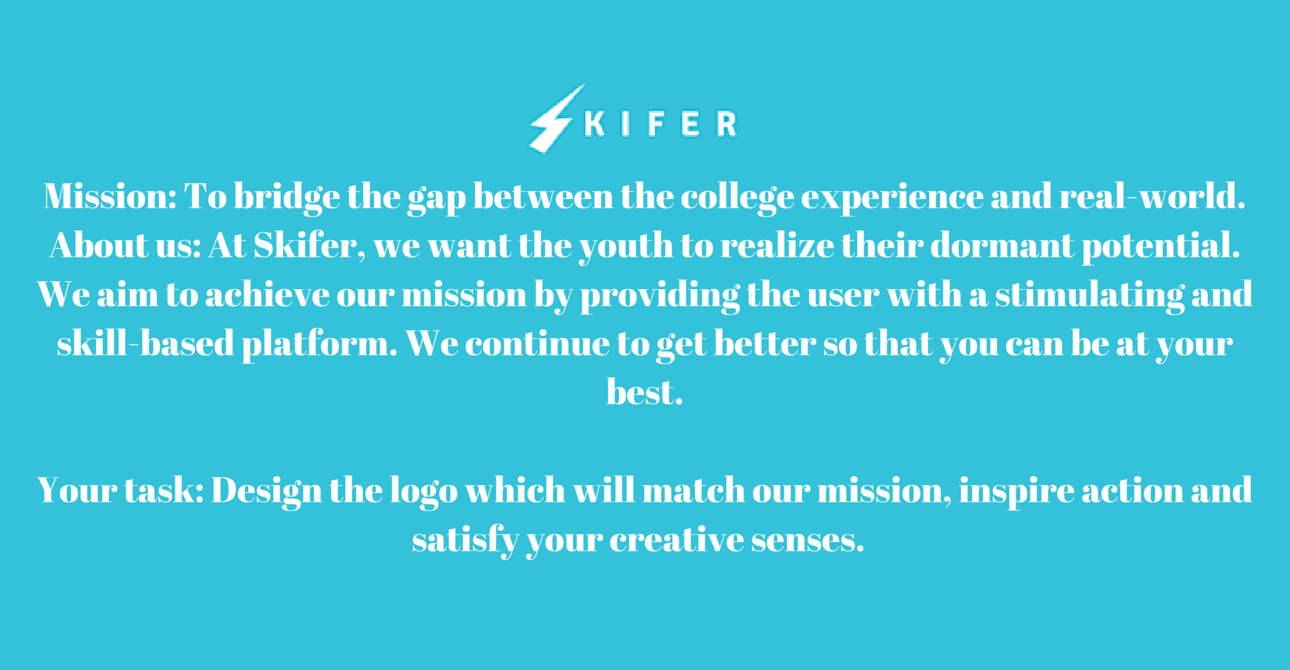 KIFER
Mission: To bridge the gap between the college experience and real-world.
About us: At Skifer, we want the youth to realize their dormant potential.
We aim to achieve our mission by providing the user with a stimulating and
skill-based platform. We continue to get better so that you can be at your
best.
Your task: Design the logo which will match our mission, inspire action and
satisfy your creative senses.